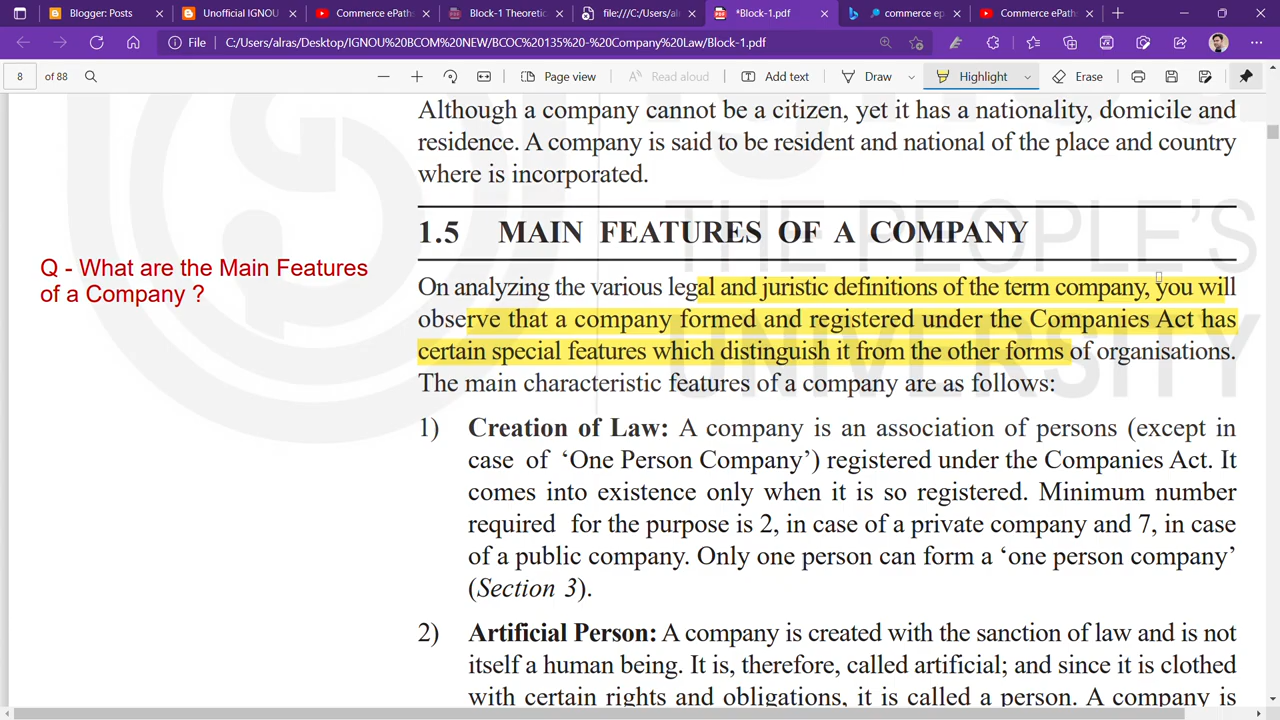 Blogger: Posts
Unofficial IGNOU
Commerce ePaths
Block-1 Theoretic
file:///C:/Users/alras
*Block-1.pdf
commerce ep
Commerce ePath
File
C:/Users/alras/Desktop/IGNOU%20BCOM%20NEW/BCOC%20135%20-%20Company%20Law/Block-1.pdf
8 of 88
Page view
Read aloud
Add text
Draw
Highlight
Erase
Although a company cannot be a citizen, yet it has a nationality, domicile and
residence. A company is said to be resident and national of the place and country
where is incorporated.
1.5 MAIN FEATURES OF A COMPANY
THE PEOPLE'S
UNIVERSITY
Q - What are the Main Features
of a Company ?
On analyzing the various legal and juristic definitions of the term company, you will
observe that a company formed and registered under the Companies Act has
certain special features which distinguish it from the other forms of organisations.
The main characteristic features of a company are as follows:
1) Creation of Law: A company is an association of persons (except in
case of ‘One Person Company’) registered under the Companies Act. It
comes into existence only when it is so registered. Minimum number
required for the purpose is 2, in case of a private company and 7, in case
of a public company. Only one person can form a ‘one person company’
(Section 3).
2) Artificial Person: A company is created with the sanction of law and is not
itself a human being. It is, therefore, called artificial; and since it is clothed
with certain rights and obligations, it is called a person. A company is